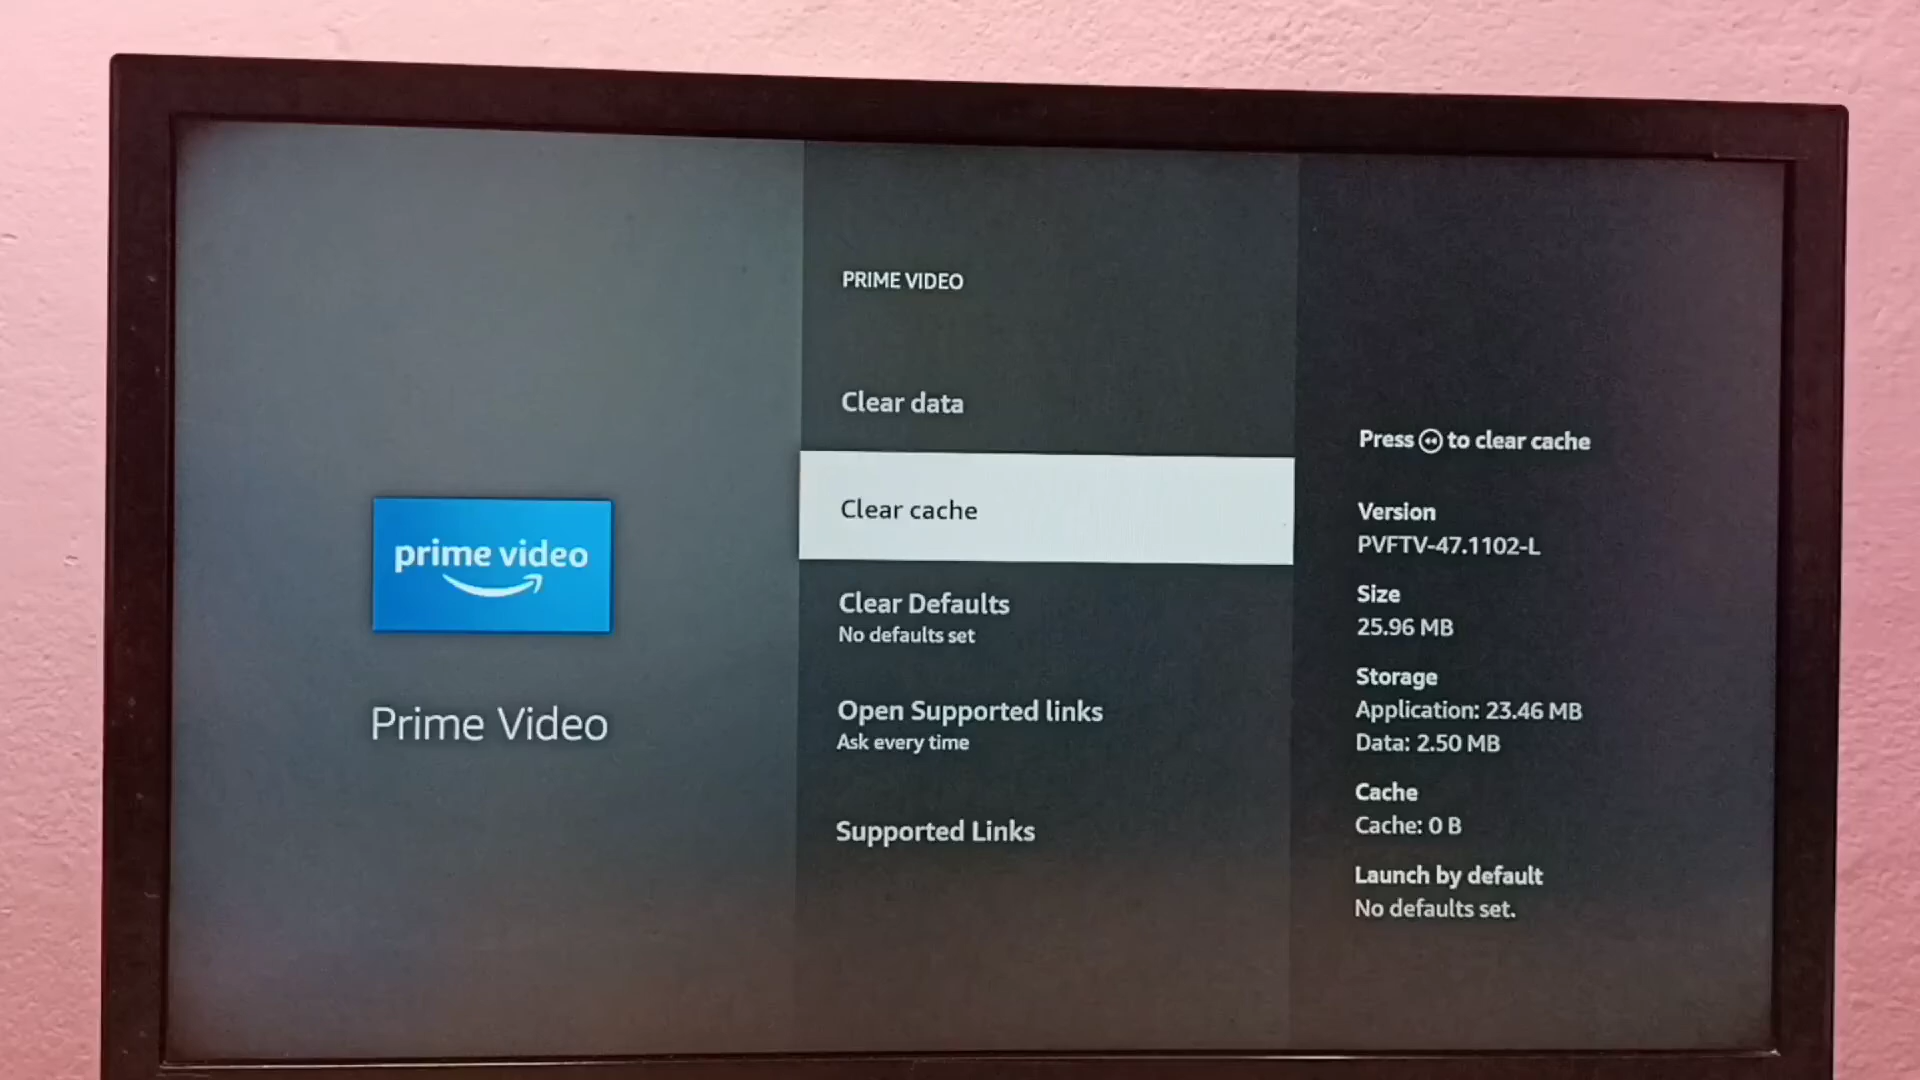 PRIME VIDEO
Clear data
Clear cache
Clear Defaults
No defaults set
Open Supported links
Ask every time
Supported Links
prime video
Prime Video
Press to clear cache
Version
PVFTV-47.1102-L
Size
25.96 MB
Storage
Application: 23.46 MB
Data: 2.50 MB
Cache
Cache: 0 B
Launch by default
No defaults set.